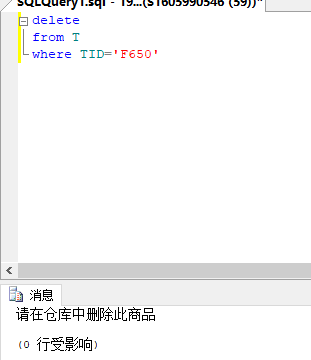 SQLQuery1.sql - 19...(S1605990546 (59))*
delete
from T
where TID='F650'
消息
请在仓库中删除此商品
(0 行受影响)